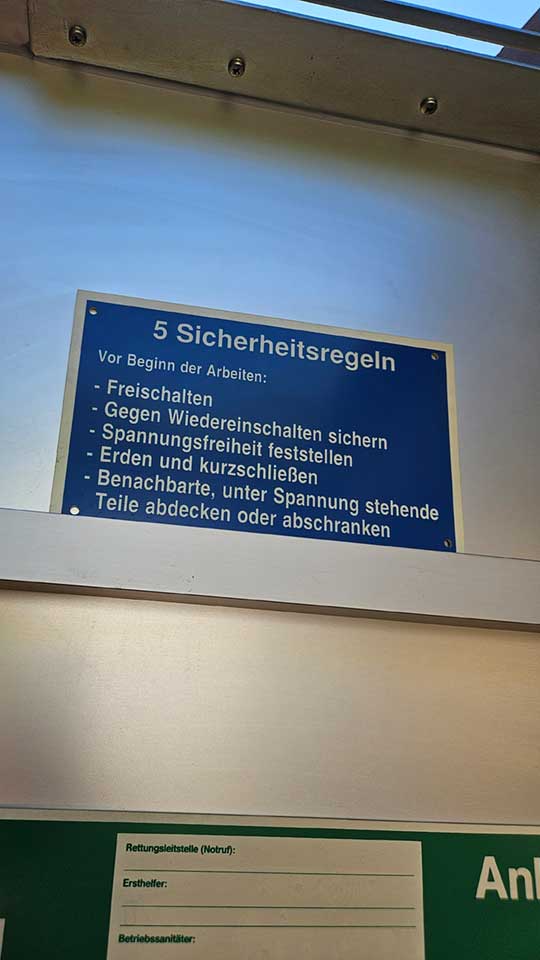 5 Sicherheitsregeln
Vor Beginn der Arbeiten:
- Freischalten
- Gegen Wiedereinschalten sichern
- Spannungsfreiheit feststellen
- Erden und kurzschließen
- Benachbarte, unter Spannung stehende
Teile abdecken oder abschranken
Rettungsleitstelle (Notruf):
Ersthelfer:
Betriebssanitäter: